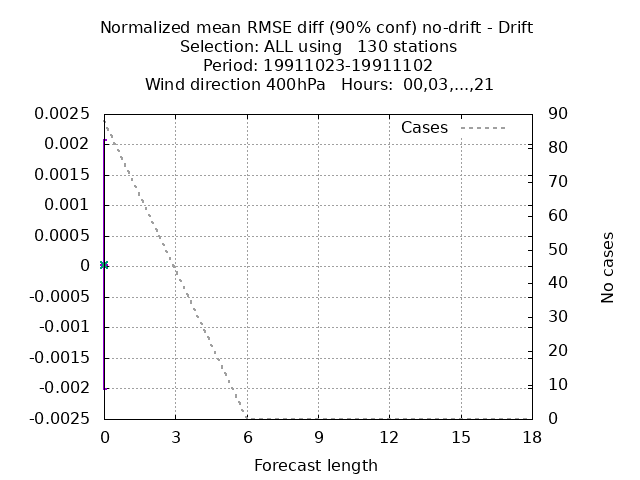 Normalized mean RMSE diff (90% conf) no-drift - Drift
Selection: ALL using   130 stations
Period: 19911023-19911102
Wind direction 400hPa   Hours:  00,03,...,21
Cases
0.0025
0.002
0.0015
0.001
0.0005
0
-0.0005
-0.001
-0.0015
-0.002
-0.0025
90
80
70
60
50
40
30
20
10
0
No cases
0 3 6 9 12 15 18
Forecast length